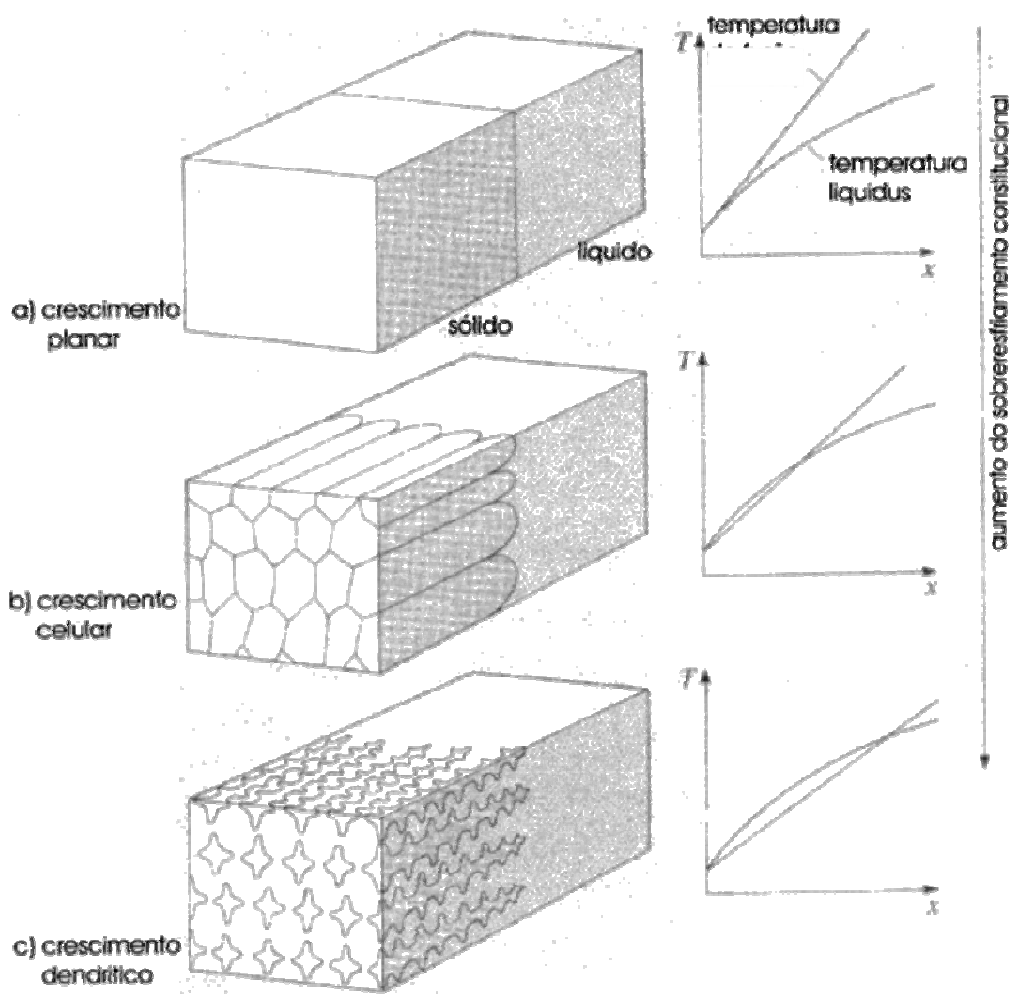 T
temperatura
temperatura
liquidus
x
líquido
sólido
a) crescimento
planar
T
x
b) crescimento
celular
T
x
c) crescimento
dendrítico
aumento do sobreresfriamento constitucional